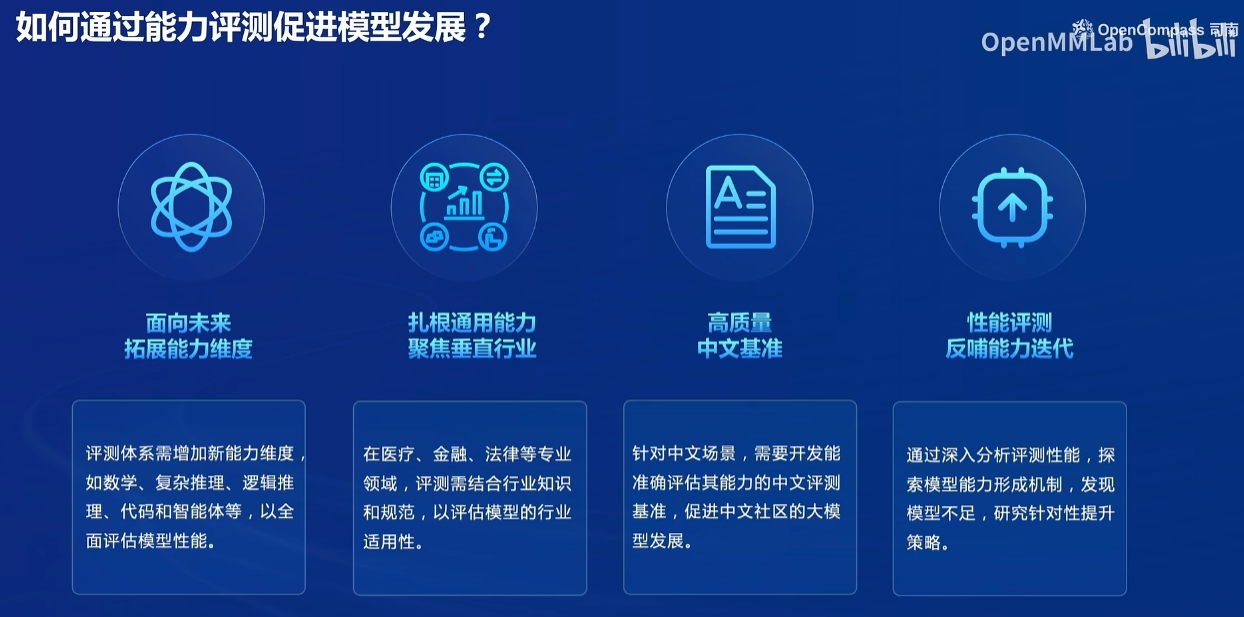 如何通过能力评测促进模型发展？
OpenCompass 司南
OpenMMLab bilibili
面向未来
拓展能力维度
评测体系需增加新能力维度，
如数学、复杂推理、逻辑推
理、代码和智能体等，以全
面评估模型性能。
扎根通用能力
聚焦垂直行业
在医疗、金融、法律等专业
领域，评测需结合行业知识
和规范，以评估模型的行业
适用性。
高质量
中文基准
针对中文场景，需要开发能
准确评估其能力的中文评测
基准，促进中文社区的大模
型发展。
性能评测
反哺能力迭代
通过深入分析评测性能，探
索模型能力形成机制，发现
模型不足，研究针对性提升
策略。
A